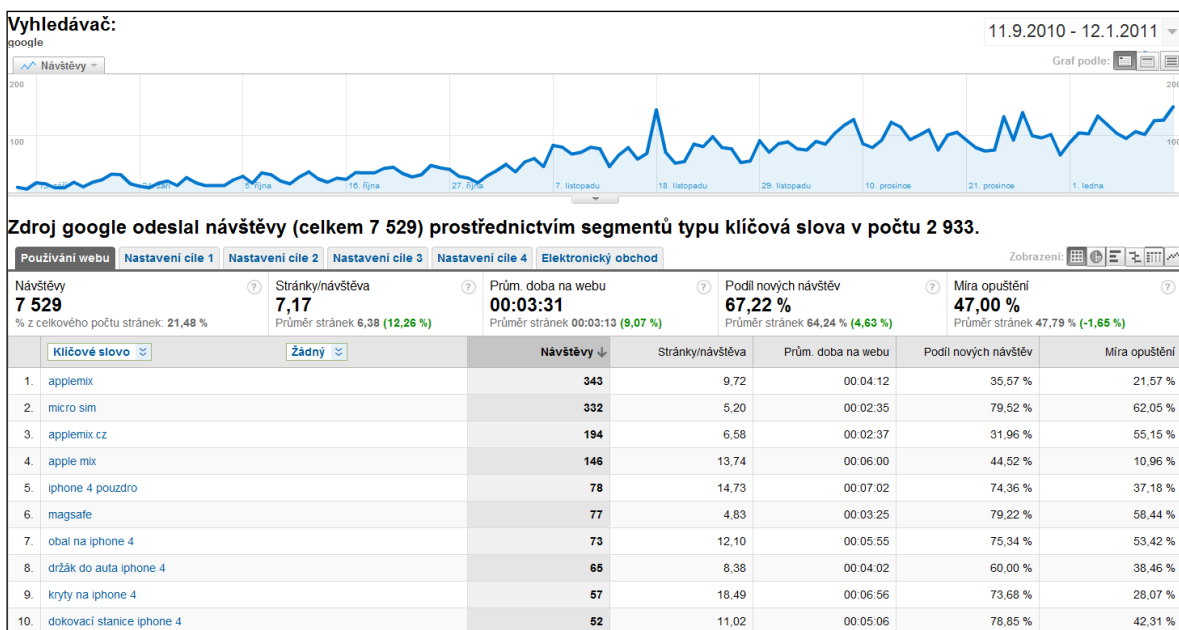 Vyhledávač:
google
11.9.2010 - 12.1.2011
Návštěvy
Graf podle:
200 200
100 100
5. října 16. října 27. října 7. listopadu 18. listopadu 29. listopadu 10. prosince 21. prosince 1. ledna
Zdroj google odeslal návštěvy (celkem 7 529) prostřednictvím segmentů typu klíčová slova v počtu 2 933.
Používání webu Nastavení cíle 1 Nastavení cíle 2 Nastavení cíle 3 Nastavení cíle 4 Elektronický obchod Zobrazení:
Návštěvy ? Stránky/návštěva ? Prům. doba na webu ? Podíl nových návštěv ? Míra opuštění ?
7 529 7,17 00:03:31 67,22 % 47,00 %
% z celkového počtu stránek: 21,48 % Průměr stránek 6,38 (12,26 %) Průměr stránek 00:03:13 (9,07 %) Průměr stránek 64,24 % (4,63 %) Průměr stránek 47,79 % (-1,65 %)
Klíčové slovo Žádný Návštěvy Stránky/návštěva Prům. doba na webu Podíl nových návštěv Míra opuštění
1. applemix 343 9,72 00:04:12 35,57 % 21,57 %
2. micro sim 332 5,20 00:02:35 79,52 % 62,05 %
3. applemix.cz 194 6,58 00:02:37 31,96 % 55,15 %
4. apple mix 146 13,74 00:06:00 44,52 % 10,96 %
5. iphone 4 pouzdro 78 14,73 00:07:02 74,36 % 37,18 %
6. magsafe 77 4,83 00:03:25 79,22 % 58,44 %
7. obal na iphone 4 73 12,10 00:05:55 75,34 % 53,42 %
8. držák do auta iphone 4 65 8,38 00:04:02 60,00 % 38,46 %
9. kryty na iphone 4 57 18,49 00:06:56 73,68 % 28,07 %
10. dokovací stanice iphone 4 52 11,02 00:05:06 78,85 % 42,31 %